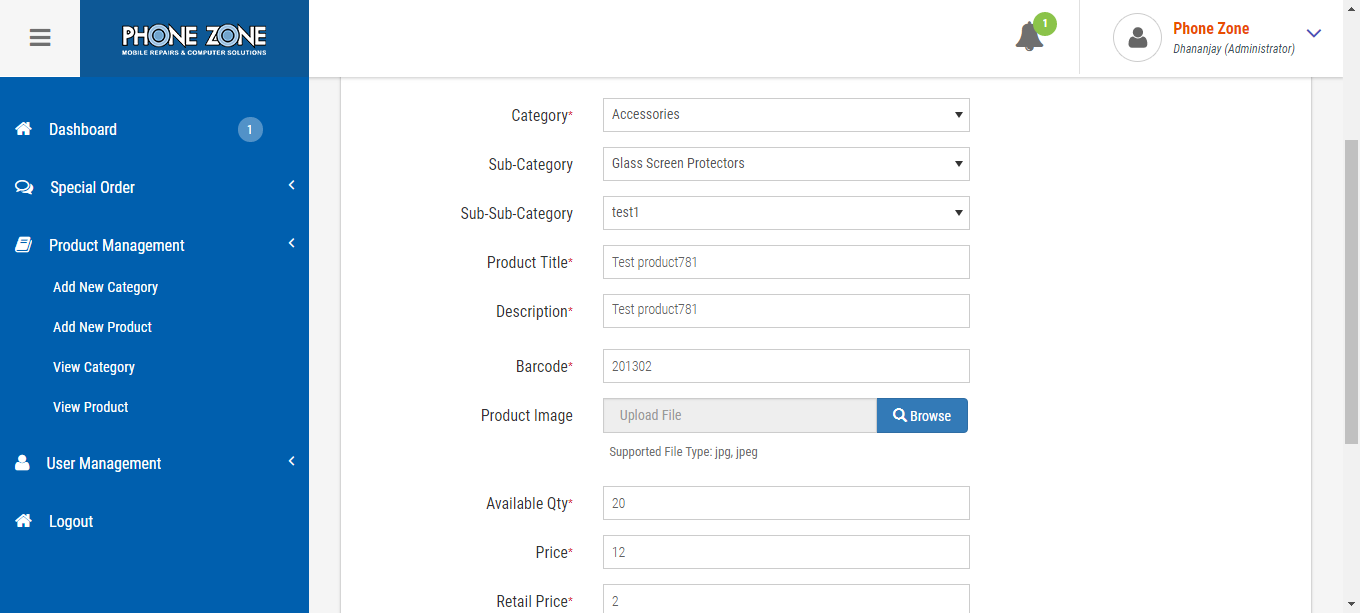 PHONE ZONE
MOBILE REPAIRS & COMPUTER SOLUTIONS
1
Phone Zone
Dhananjay (Administrator)
Dashboard
1
Special Order
Product Management
Add New Category
Add New Product
View Category
View Product
User Management
Logout
Category*
Accessories
Sub-Category
Glass Screen Protectors
Sub-Sub-Category
test1
Product Title*
Test product781
Description*
Test product781
Barcode*
201302
Product Image
Upload File
Browse
Supported File Type: jpg, jpeg
Available Qty*
20
Price*
12
Retail Price*
2